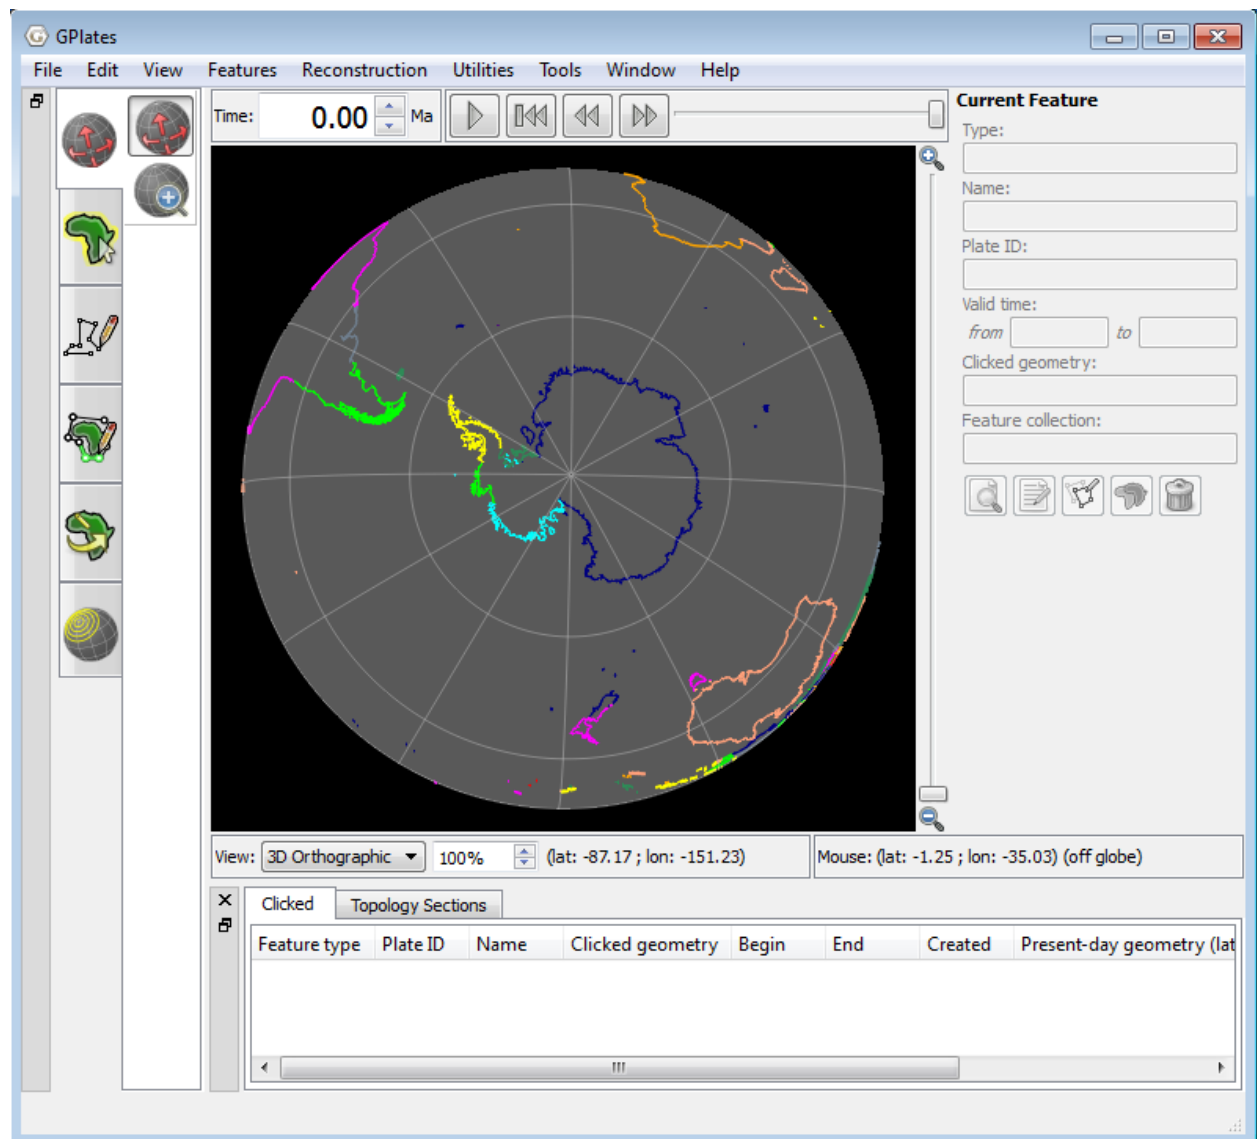 GPlates
File Edit View Features Reconstruction Utilities Tools Window Help
Time: 0.00 Ma
Current Feature
Type:
Name:
Plate ID:
Valid time:
from to
Clicked geometry:
Feature collection:
View: 3D Orthographic 100% (lat: -87.17 ; lon: -151.23) Mouse: (lat: -1.25 ; lon: -35.03) (off globe)
Clicked Topology Sections
Feature type Plate ID Name Clicked geometry Begin End Created Present-day geometry (lat